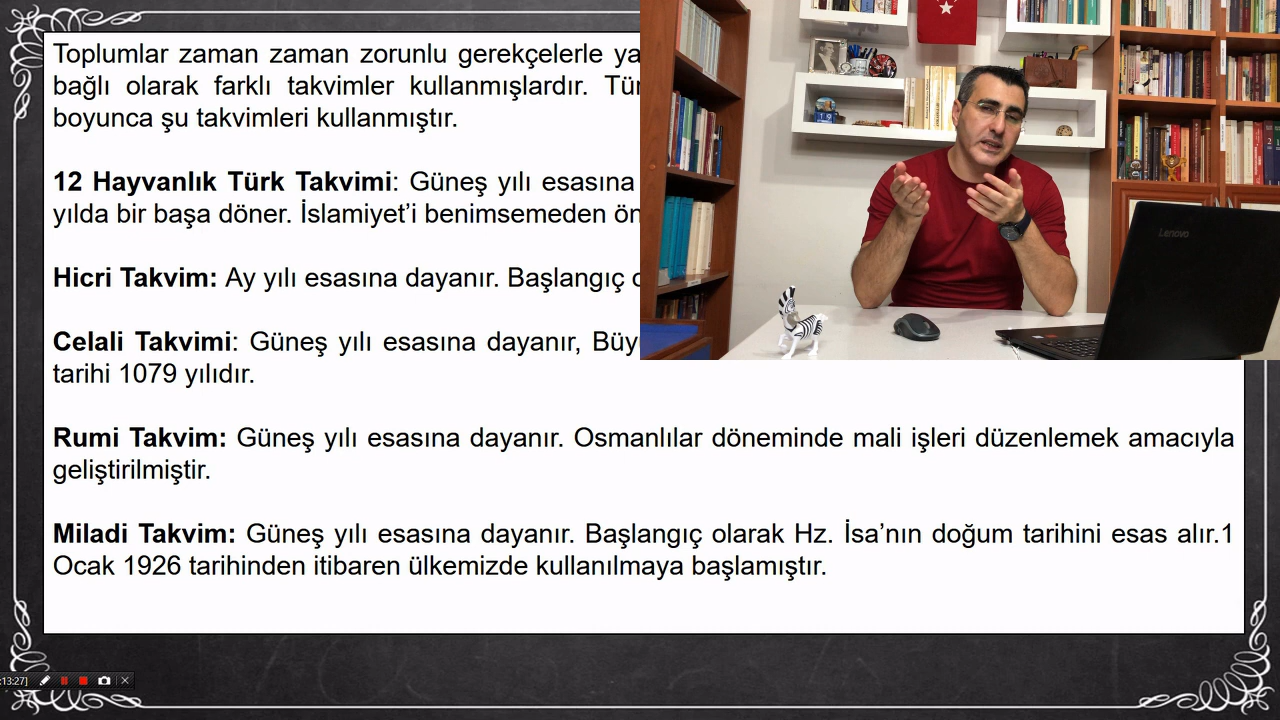 Toplumlar zaman zaman zorunlu gerekçelerle
bağlı olarak farklı takvimler kullanmışlardır.
boyunca şu takvimleri kullanmıştır.
12 Hayvanlık Türk Takvimi: Güneş yılı esasına
yılda bir başa döner. İslamiyet’i benimsemeden
Hicri Takvim: Ay yılı esasına dayanır. Başlangıç
Celali Takvimi: Güneş yılı esasına dayanır,
tarihi 1079 yılıdır.
Rumi Takvim: Güneş yılı esasına dayanır. Osmanlılar döneminde mali işleri düzenlemek amacıyla
geliştirilmiştir.
Miladi Takvim: Güneş yılı esasına dayanır. Başlangıç olarak Hz. İsa’nın doğum tarihini esas alır.1
Ocak 1926 tarihinden itibaren ülkemizde kullanılmaya başlamıştır.
:13:27]
Lenovo